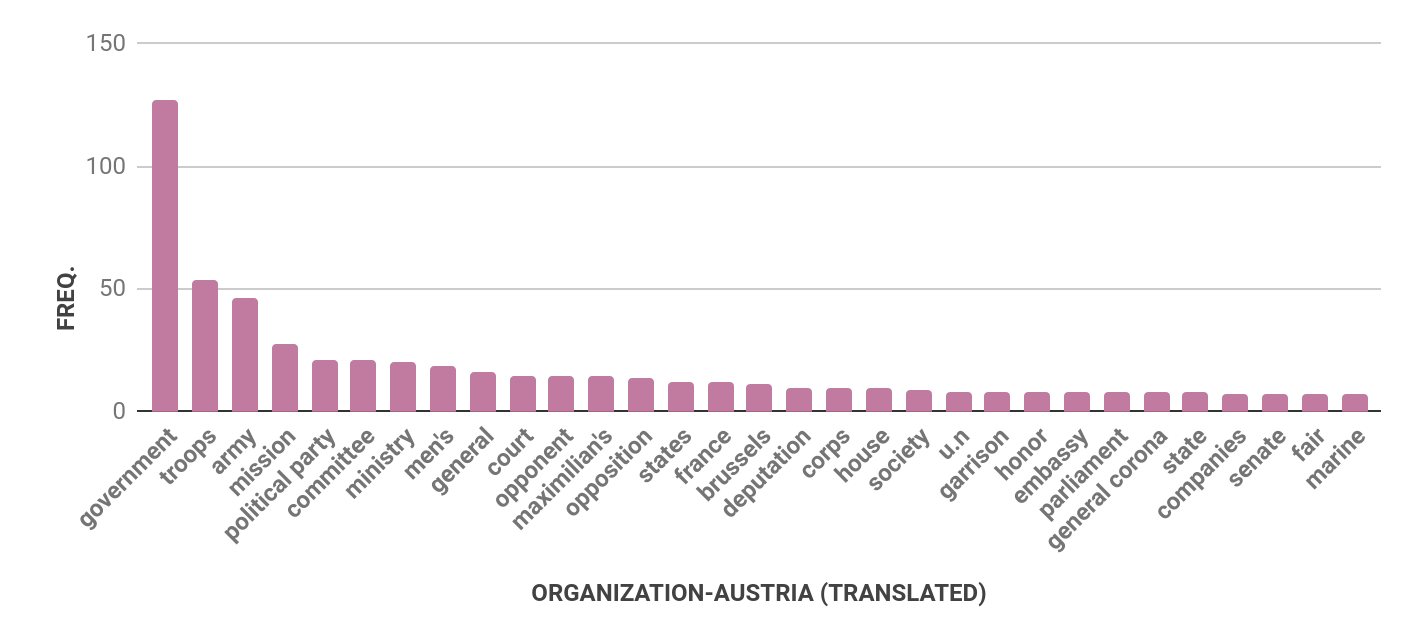 150
100
50
0
FREQ.
government
troops
army
mission
political party
committee
ministry
men's
general
court
opponent
maximilian's
opposition
states
france
brussels
deputation
corps
house
society
u.n
garrison
honor
embassy
parliament
general corona
state
companies
senate
fair
marine
ORGANIZATION-AUSTRIA (TRANSLATED)